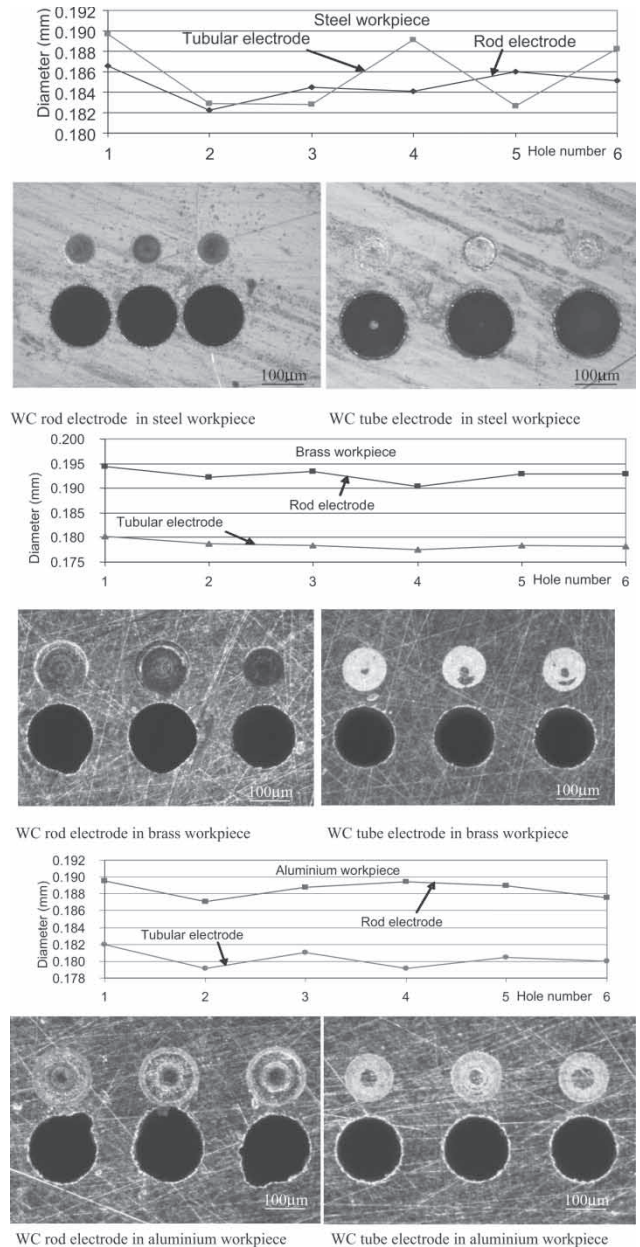 Steel workpiece
Diameter (mm)
0.192
0.190
0.188
0.186
0.184
0.182
0.180
Tubular electrode
Rod electrode
1 2 3 4 5 Hole number 6
100μm
100μm
WC rod electrode in steel workpiece
WC tube electrode in steel workpiece
Brass workpiece
Diameter (mm)
0.200
0.195
0.190
0.185
0.180
0.175
Rod electrode
Tubular electrode
1 2 3 4 5 Hole number 6
100μm
100μm
WC rod electrode in brass workpiece
WC tube electrode in brass workpiece
Aluminium workpiece
Diameter (mm)
0.192
0.190
0.188
0.186
0.184
0.182
0.180
0.178
Rod electrode
Tubular electrode
1 2 3 4 5 Hole number 6
100μm
100μm
WC rod electrode in aluminium workpiece
WC tube electrode in aluminium workpiece